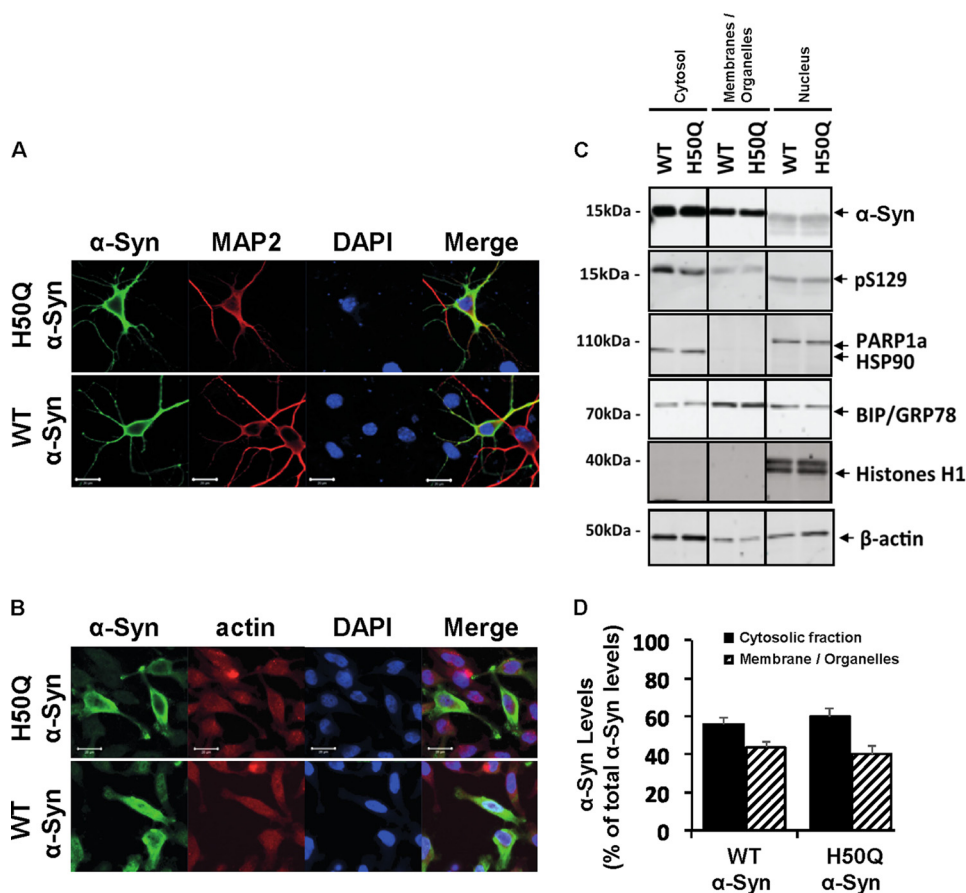 A
α-Syn
MAP2
DAPI
Merge
H50Q
α-Syn
WT
α-Syn
B
α-Syn
actin
DAPI
Merge
H50Q
α-Syn
WT
α-Syn
C
Cytosol
Membranes /
Organelles
Nucleus
WT
H50Q
WT
H50Q
WT
H50Q
15kDa -
α-Syn
15kDa -
pS129
110kDa -
PARP1a
HSP90
70kDa -
BIP/GRP78
40kDa -
Histones H1
50kDa -
β-actin
D
α-Syn Levels
(% of total α-Syn levels)
100
80
60
40
20
0
Cytosolic fraction
Membrane / Organelles
WT
α-Syn
H50Q
α-Syn